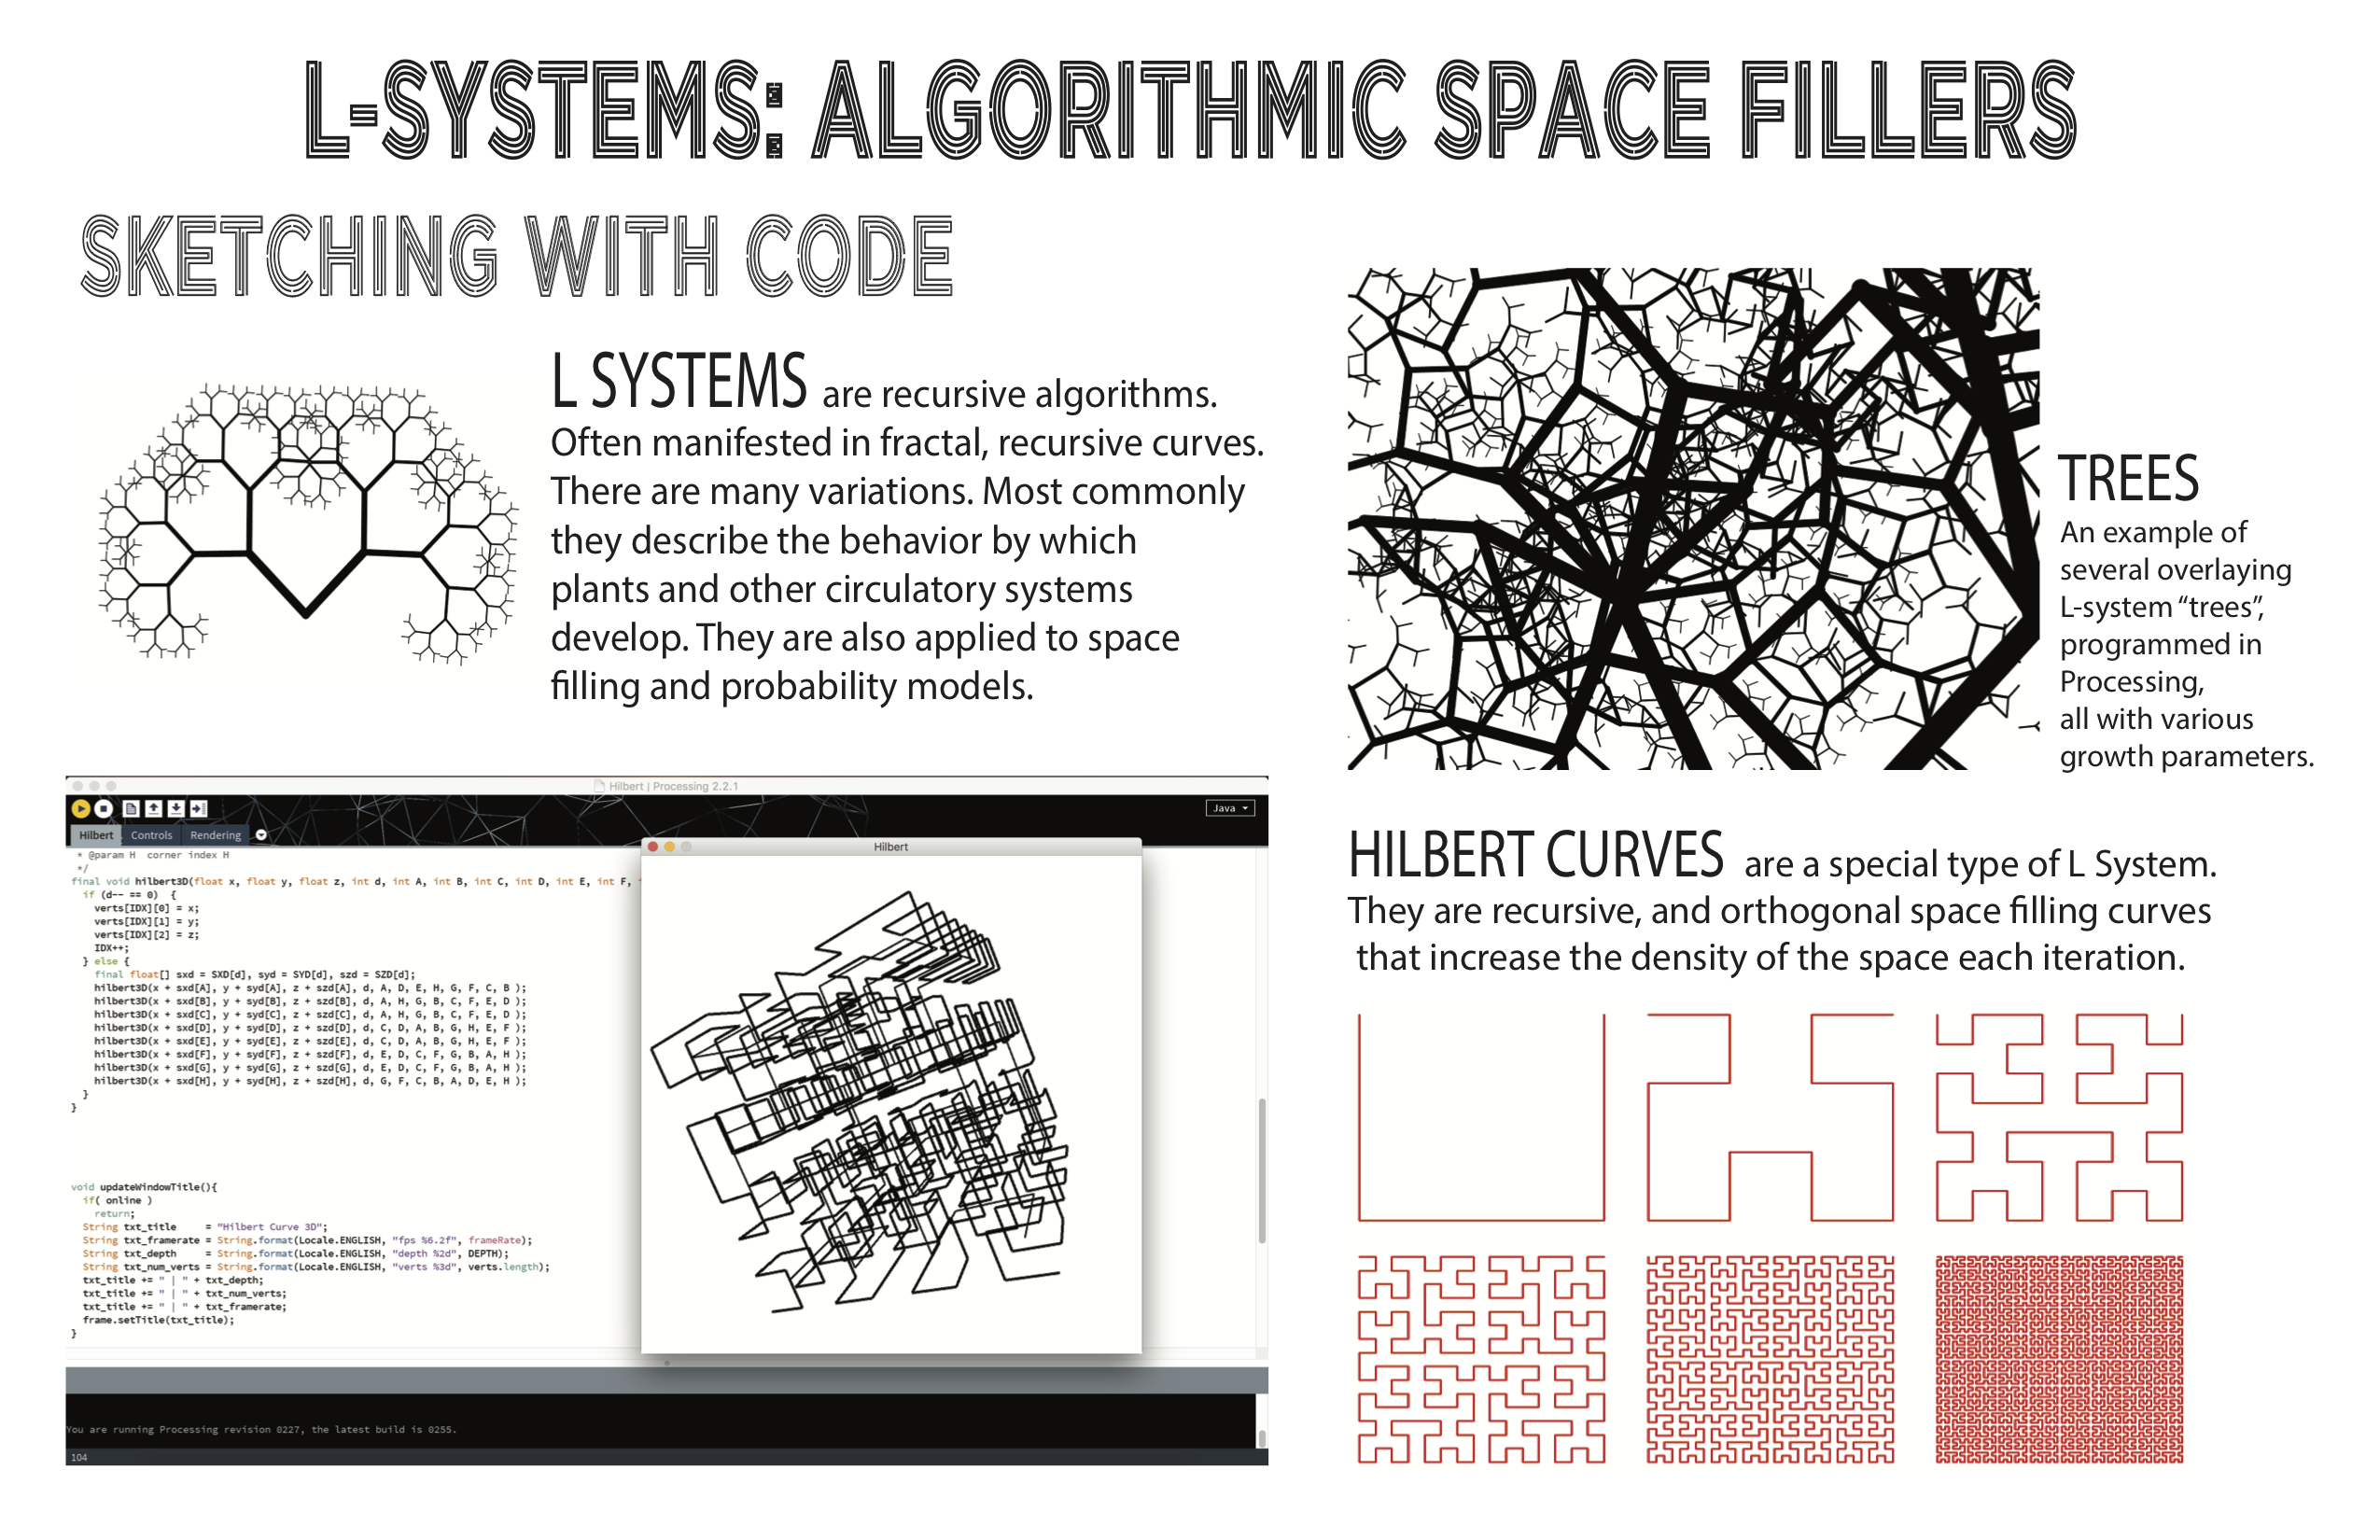 L-SYSTEMS: ALGORITHMIC SPACE FILLERS
SKETCHING WITH CODE
L SYSTEMS are recursive algorithms.
Often manifested in fractal, recursive curves.
There are many variations. Most commonly
they describe the behavior by which
plants and other circulatory systems
develop. They are also applied to space
filling and probability models.
TREES
An example of
several overlaying
L-system “trees”,
programmed in
Processing,
all with various
growth parameters.
Hilbert | Processing 2.2.1
Java
Hilbert Controls Rendering
* @param H corner index H
*/
final void hilbert3D(float x, float y, float z, int d, int A, int B, int C, int D, int E, int F,
if (d-- == 0) {
verts[IDX][0] = x;
verts[IDX][1] = y;
verts[IDX][2] = z;
IDX++;
} else {
final float[] sxd = SXD[d], syd = SYD[d], szd = SZD[d];
hilbert3D(x + sxd[A], y + syd[A], z + szd[A], d, A, D, E, H, G, F, C, B );
hilbert3D(x + sxd[B], y + syd[B], z + szd[B], d, A, H, G, B, C, F, E, D );
hilbert3D(x + sxd[C], y + syd[C], z + szd[C], d, A, H, G, B, C, F, E, D );
hilbert3D(x + sxd[D], y + syd[D], z + szd[D], d, C, D, A, B, G, H, E, F );
hilbert3D(x + sxd[E], y + syd[E], z + szd[E], d, C, D, A, B, G, H, E, F );
hilbert3D(x + sxd[F], y + syd[F], z + szd[F], d, E, D, C, F, G, B, A, H );
hilbert3D(x + sxd[G], y + syd[G], z + szd[G], d, E, D, C, F, G, B, A, H );
hilbert3D(x + sxd[H], y + syd[H], z + szd[H], d, G, F, C, B, A, D, E, H );
}
}
void updateWindowTitle(){
if( online )
return;
String txt_title = "Hilbert Curve 3D";
String txt_framerate = String.format(Locale.ENGLISH, "fps %6.2f", frameRate);
String txt_depth = String.format(Locale.ENGLISH, "depth %2d", DEPTH);
String txt_num_verts = String.format(Locale.ENGLISH, "verts %3d", verts.length);
txt_title += " | " + txt_depth;
txt_title += " | " + txt_num_verts;
txt_title += " | " + txt_framerate;
frame.setTitle(txt_title);
}
Hilbert
You are running Processing revision 0227, the latest build is 0255.
104
HILBERT CURVES are a special type of L System.
They are recursive, and orthogonal space filling curves
that increase the density of the space each iteration.